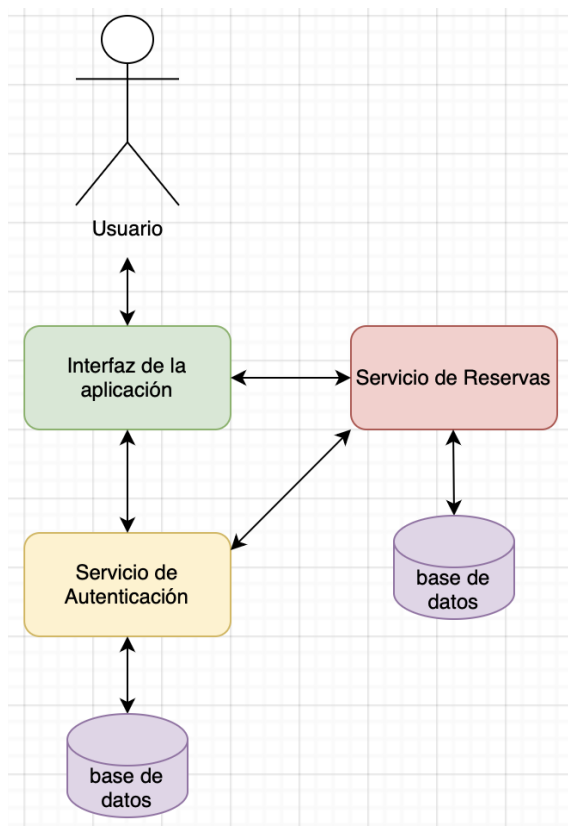 Usuario
Interfaz de la
aplicación
Servicio de Reservas
Servicio de
Autenticación
base de
datos
base de
datos